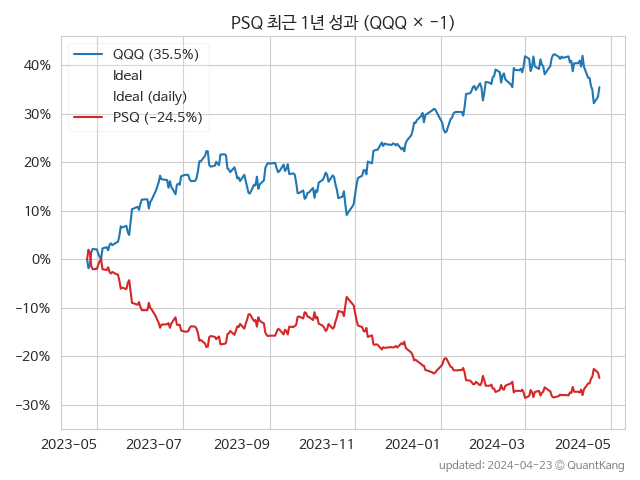 PSQ 최근 1년 성과 (QQQ × −1)
QQQ (35.5%)
Ideal
Ideal (daily)
PSQ (−24.5%)
40%
30%
20%
10%
0%
−10%
−20%
−30%
2023−05
2023−07
2023−09
2023−11
2024−01
2024−03
2024−05
updated: 2024−04−23 ⓒ QuantKang